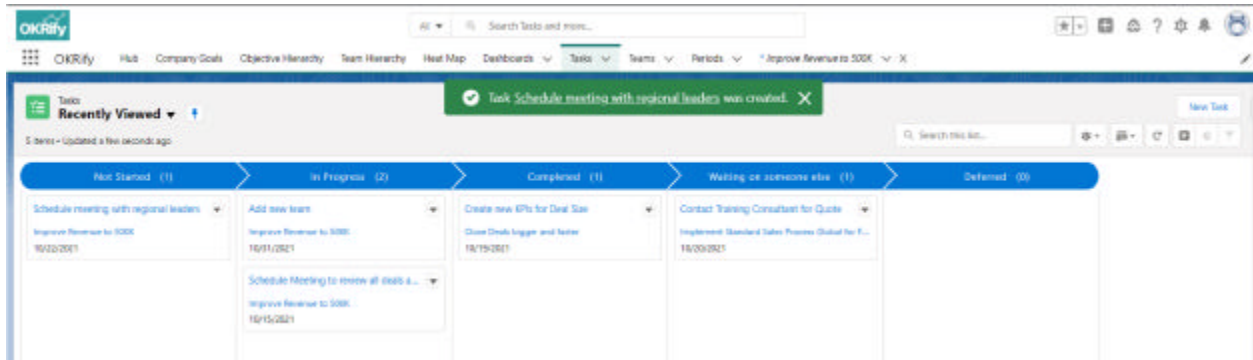 OKRify
All
Search Tasks and more...
OKRify Hub Company Goals Objective Hierarchy Team Hierarchy Heat Map Dashboards Tasks Teams Periods * Improve Revenue to 500K
Task Schedule meeting with regional leaders was created.
Tasks
Recently Viewed
New Task
5 items • Updated a few seconds ago
Search this list...
Not Started (1) In Progress (2) Completed (1) Waiting on someone else (1) Deferred (0)
Schedule meeting with regional leaders Add new team Create new KPIs for Deal Size Contact Training Consultant for Quote
Improve Revenue to 500K Improve Revenue to 500K Close Deals bigger and faster Implement Standard Sales Process Global for F...
10/22/2021 10/01/2021 10/19/2021 10/20/2021
Schedule Meeting to review all deals a...
Improve Revenue to 500K
10/15/2021